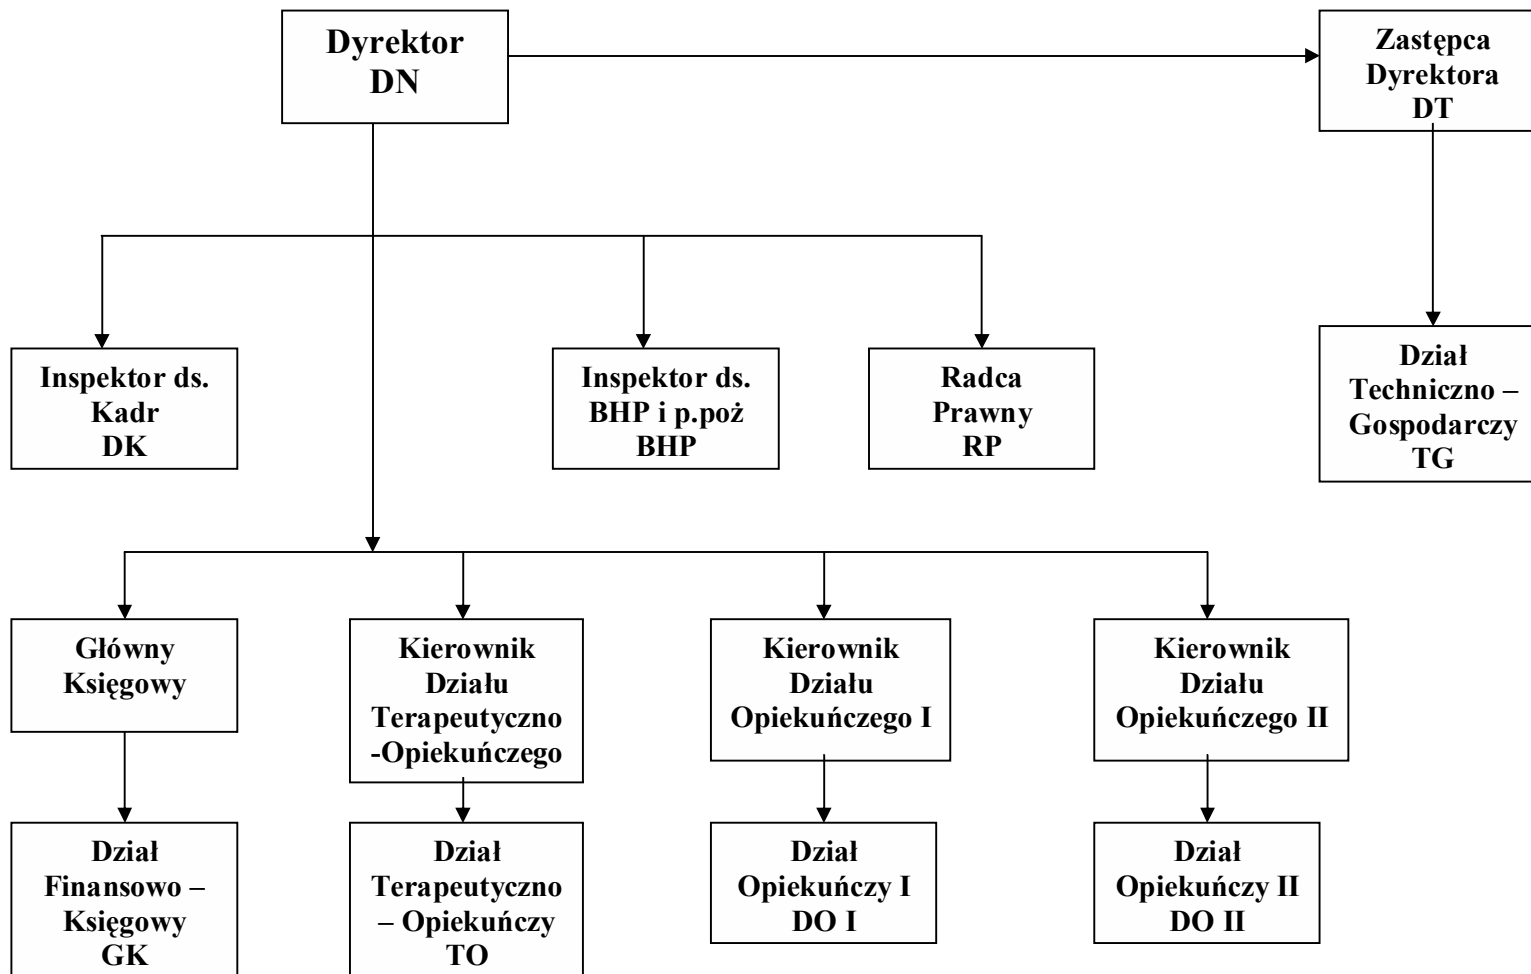 Dyrektor
DN
Zastępca
Dyrektora
DT
Inspektor ds.
Kadr
DK
Inspektor ds.
BHP i p.poż
BHP
Radca
Prawny
RP
Dział
Techniczno –
Gospodarczy
TG
Główny
Księgowy
Kierownik
Działu
Terapeutyczno
-Opiekuńczego
Kierownik
Działu
Opiekuńczego I
Kierownik
Działu
Opiekuńczego II
Dział
Finansowo –
Księgowy
GK
Dział
Terapeutyczno
– Opiekuńczy
TO
Dział
Opiekuńczy I
DO I
Dział
Opiekuńczy II
DO II